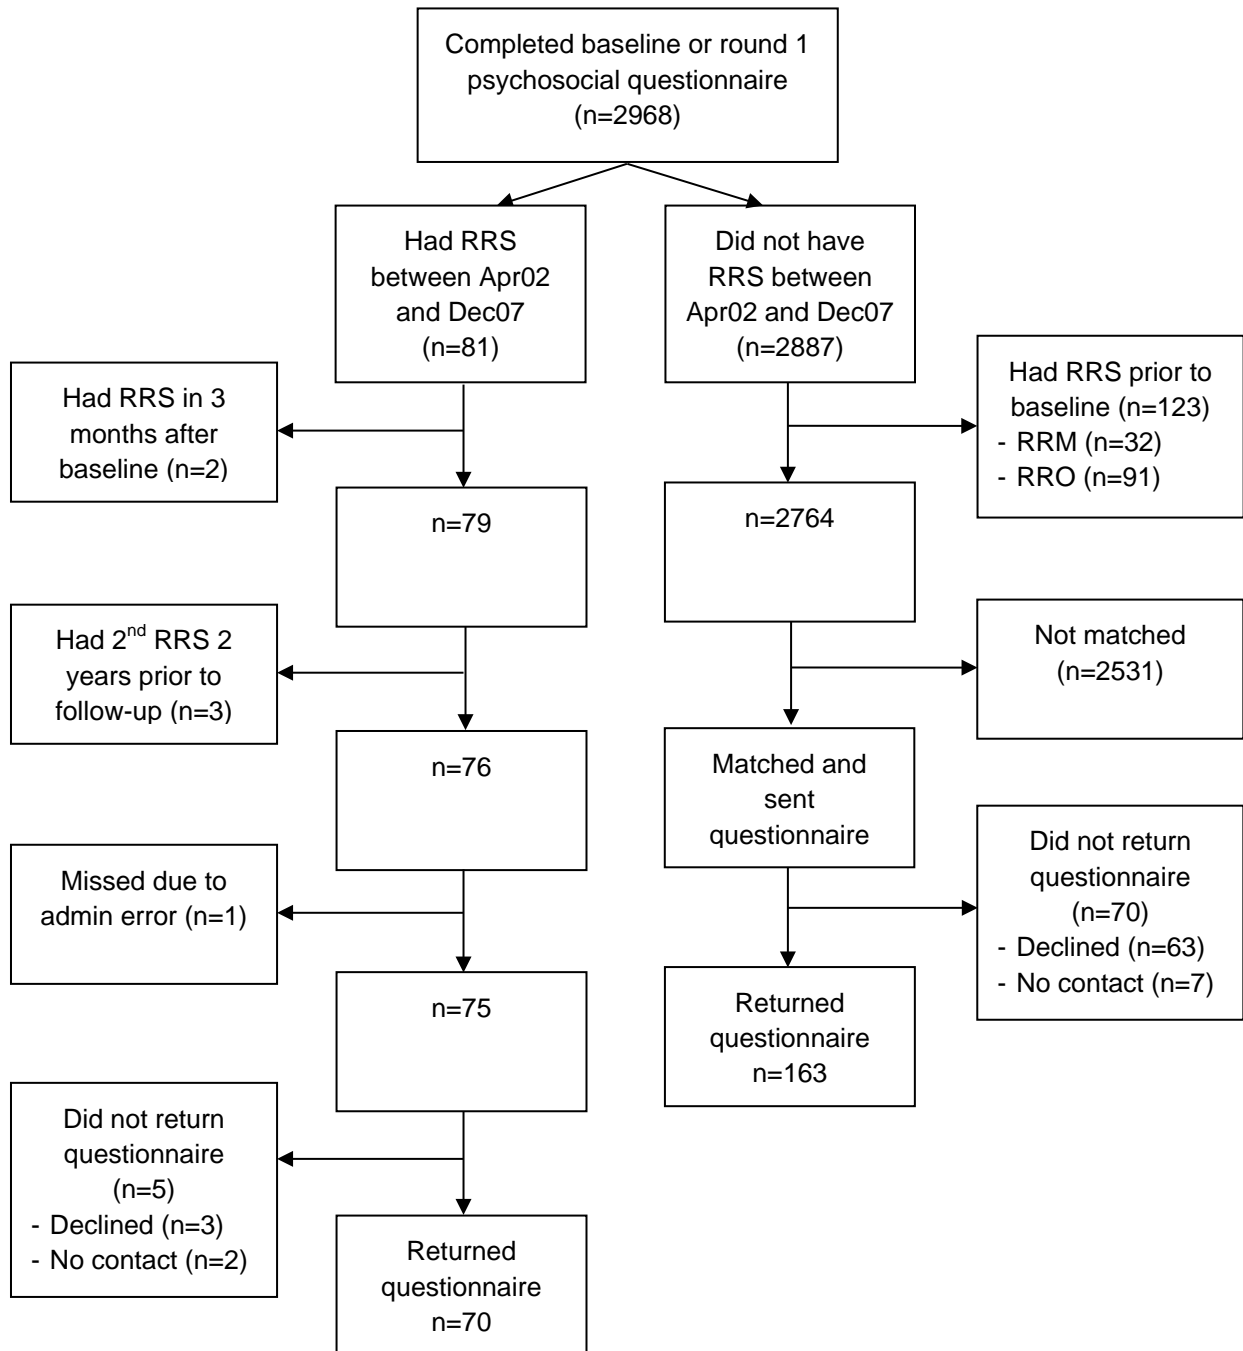 Completed baseline or round 1
psychosocial questionnaire
(n=2968)
Had RRS
between Apr02
and Dec07
(n=81)
Did not have
RRS between
Apr02 and Dec07
(n=2887)
Had RRS in 3
months after
baseline (n=2)
Had RRS prior to
baseline (n=123)
- RRM (n=32)
- RRO (n=91)
n=79
n=2764
Had 2nd RRS 2
years prior to
follow-up (n=3)
Not matched
(n=2531)
n=76
Matched and
sent
questionnaire
Missed due to
admin error (n=1)
Did not return
questionnaire
(n=70)
- Declined (n=63)
- No contact (n=7)
n=75
Returned
questionnaire
n=163
Did not return
questionnaire
(n=5)
- Declined (n=3)
- No contact (n=2)
Returned
questionnaire
n=70